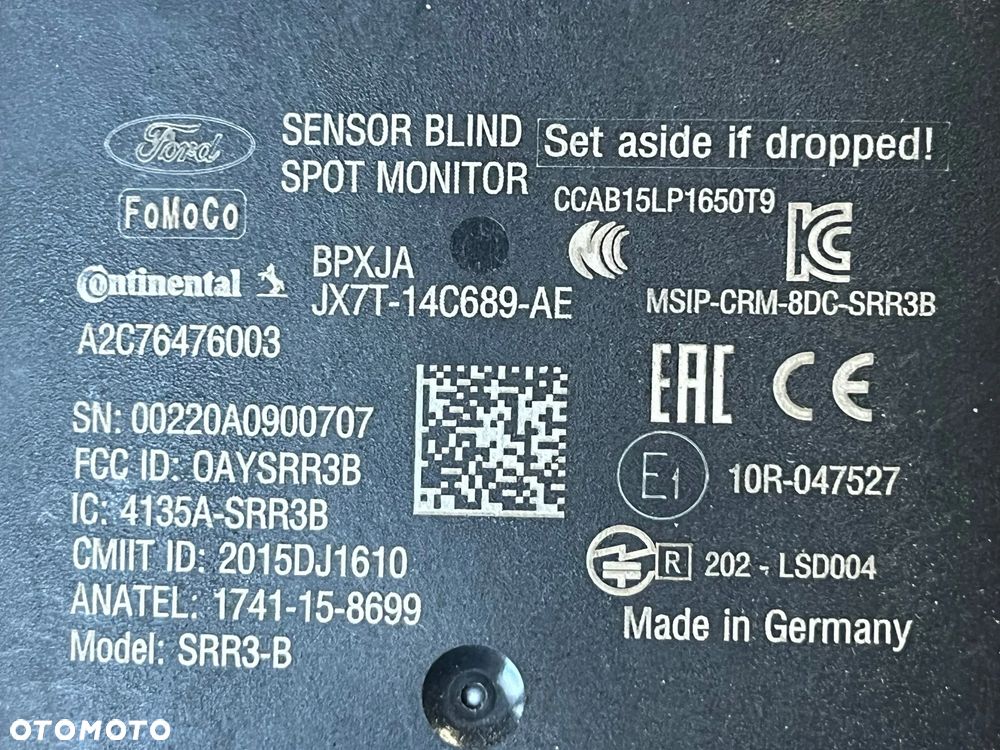 Ford
FoMoCo
Continental
A2C76476003
SENSOR BLIND
SPOT MONITOR
BPXJA
JX7T-14C689-AE
Set aside if dropped!
CCAB15LP1650T9
CCC
KC
MSIP-CRM-8DC-SRR3B
EAC CE
E1 10R-047527
R 202 - LSD004
Made in Germany
SN: 00220A0900707
FCC ID: OAYSRR3B
IC: 4135A-SRR3B
CMIIT ID: 2015DJ1610
ANATEL: 1741-15-8699
Model: SRR3-B
OTOMOTO